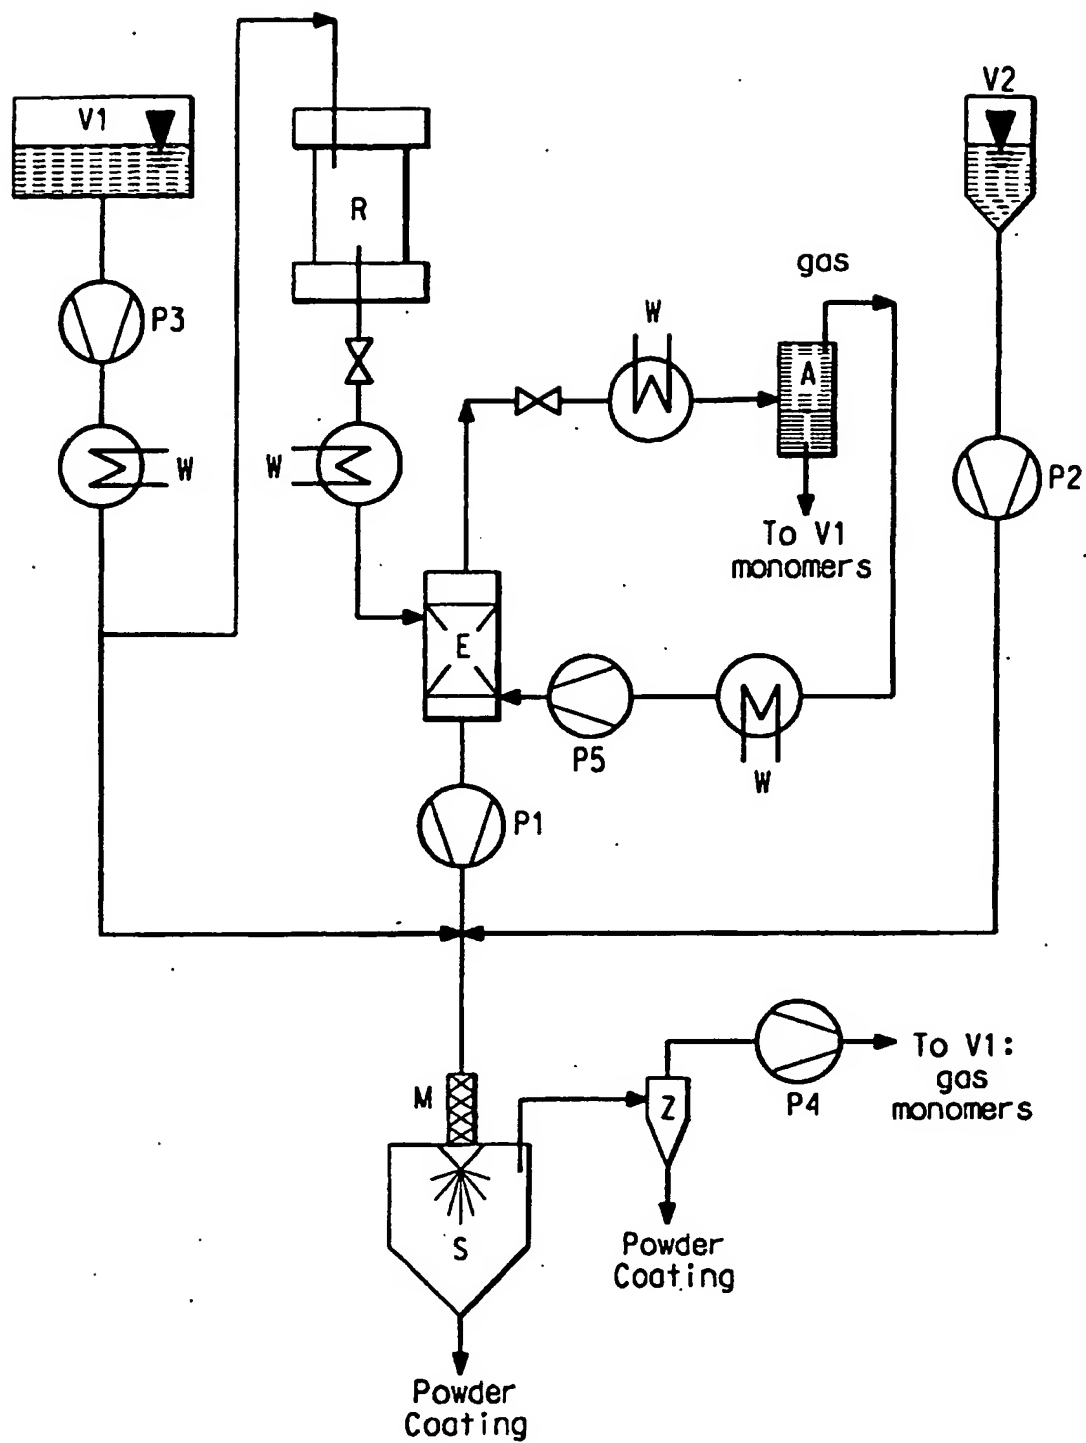 V1
V2
R
gas
P3
W
A
W
W
P2
To V1
monomers
E
P5
W
P1
To V1:
gas
monomers
M
Z
P4
S
Powder
Coating
Powder
Coating